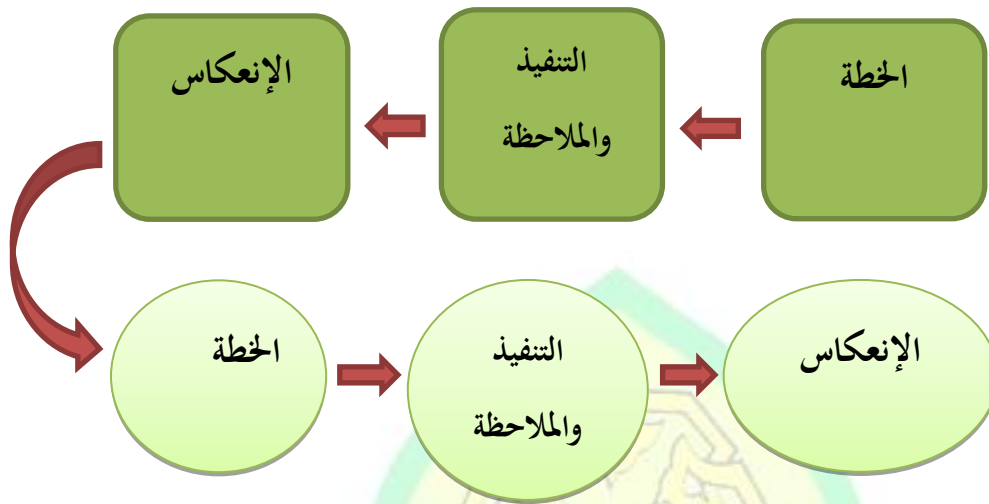 الخطة
التنفيذ
والملاحظة
الإنعكاس
الخطة
التنفيذ
والملاحظة
الإنعكاس